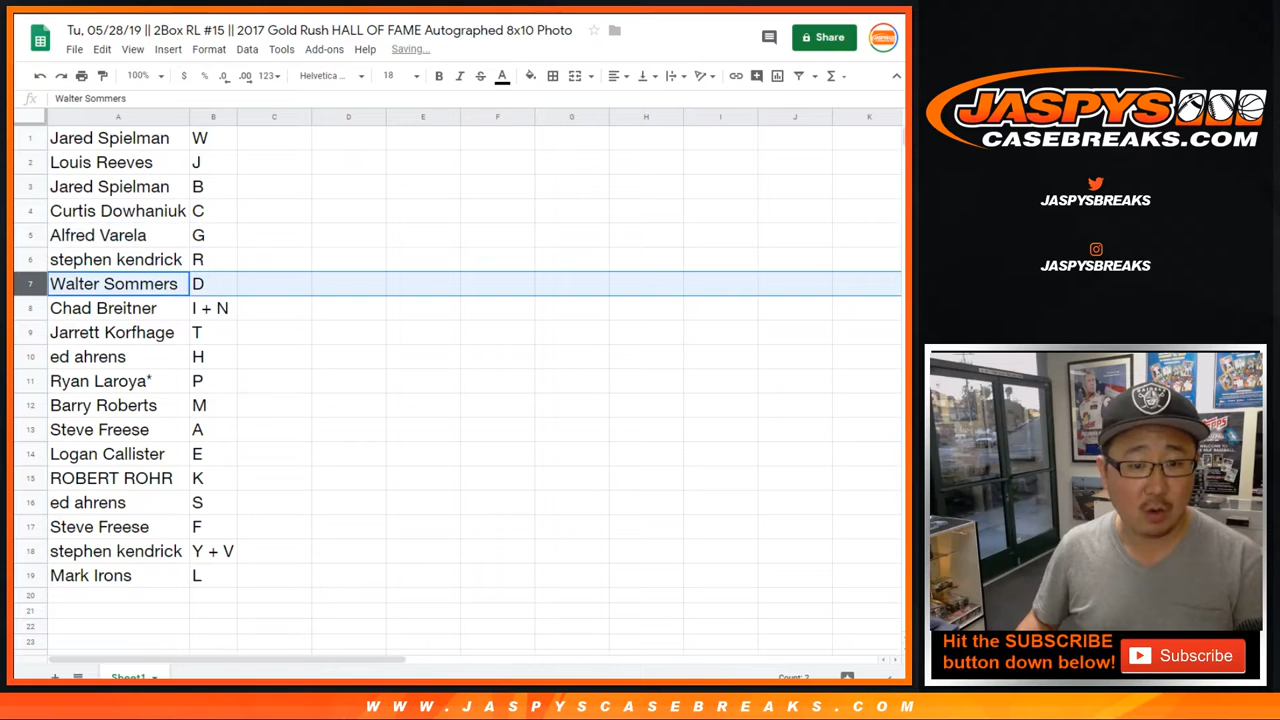 Tu, 05/28/19 || 2Box RL #15 || 2017 Gold Rush HALL OF FAME Autographed 8x10 Photo
File Edit View Insert Format Data Tools Add-ons Help Saving...
Share
100% $ % .0 .00 123 Helvetica ... 18 B I S A
fx Walter Sommers
A B C D E F G H I J K
1 Jared Spielman W
2 Louis Reeves J
3 Jared Spielman B
4 Curtis Dowhaniuk C
5 Alfred Varela G
6 stephen kendrick R
7 Walter Sommers D
8 Chad Breitner I + N
9 Jarrett Korfhage T
10 ed ahrens H
11 Ryan Laroya* P
12 Barry Roberts M
13 Steve Freese A
14 Logan Callister E
15 ROBERT ROHR K
16 ed ahrens S
17 Steve Freese F
18 stephen kendrick Y + V
19 Mark Irons L
20
21
22
23
Sheet1
Count: 2
JASPYS
CASEBREAKS.COM
JASPYSBREAKS
JASPYSBREAKS
RAIDERS
topps
Hit the SUBSCRIBE
button down below!
Subscribe
WWW.JASPYSCASEBREAKS.COM